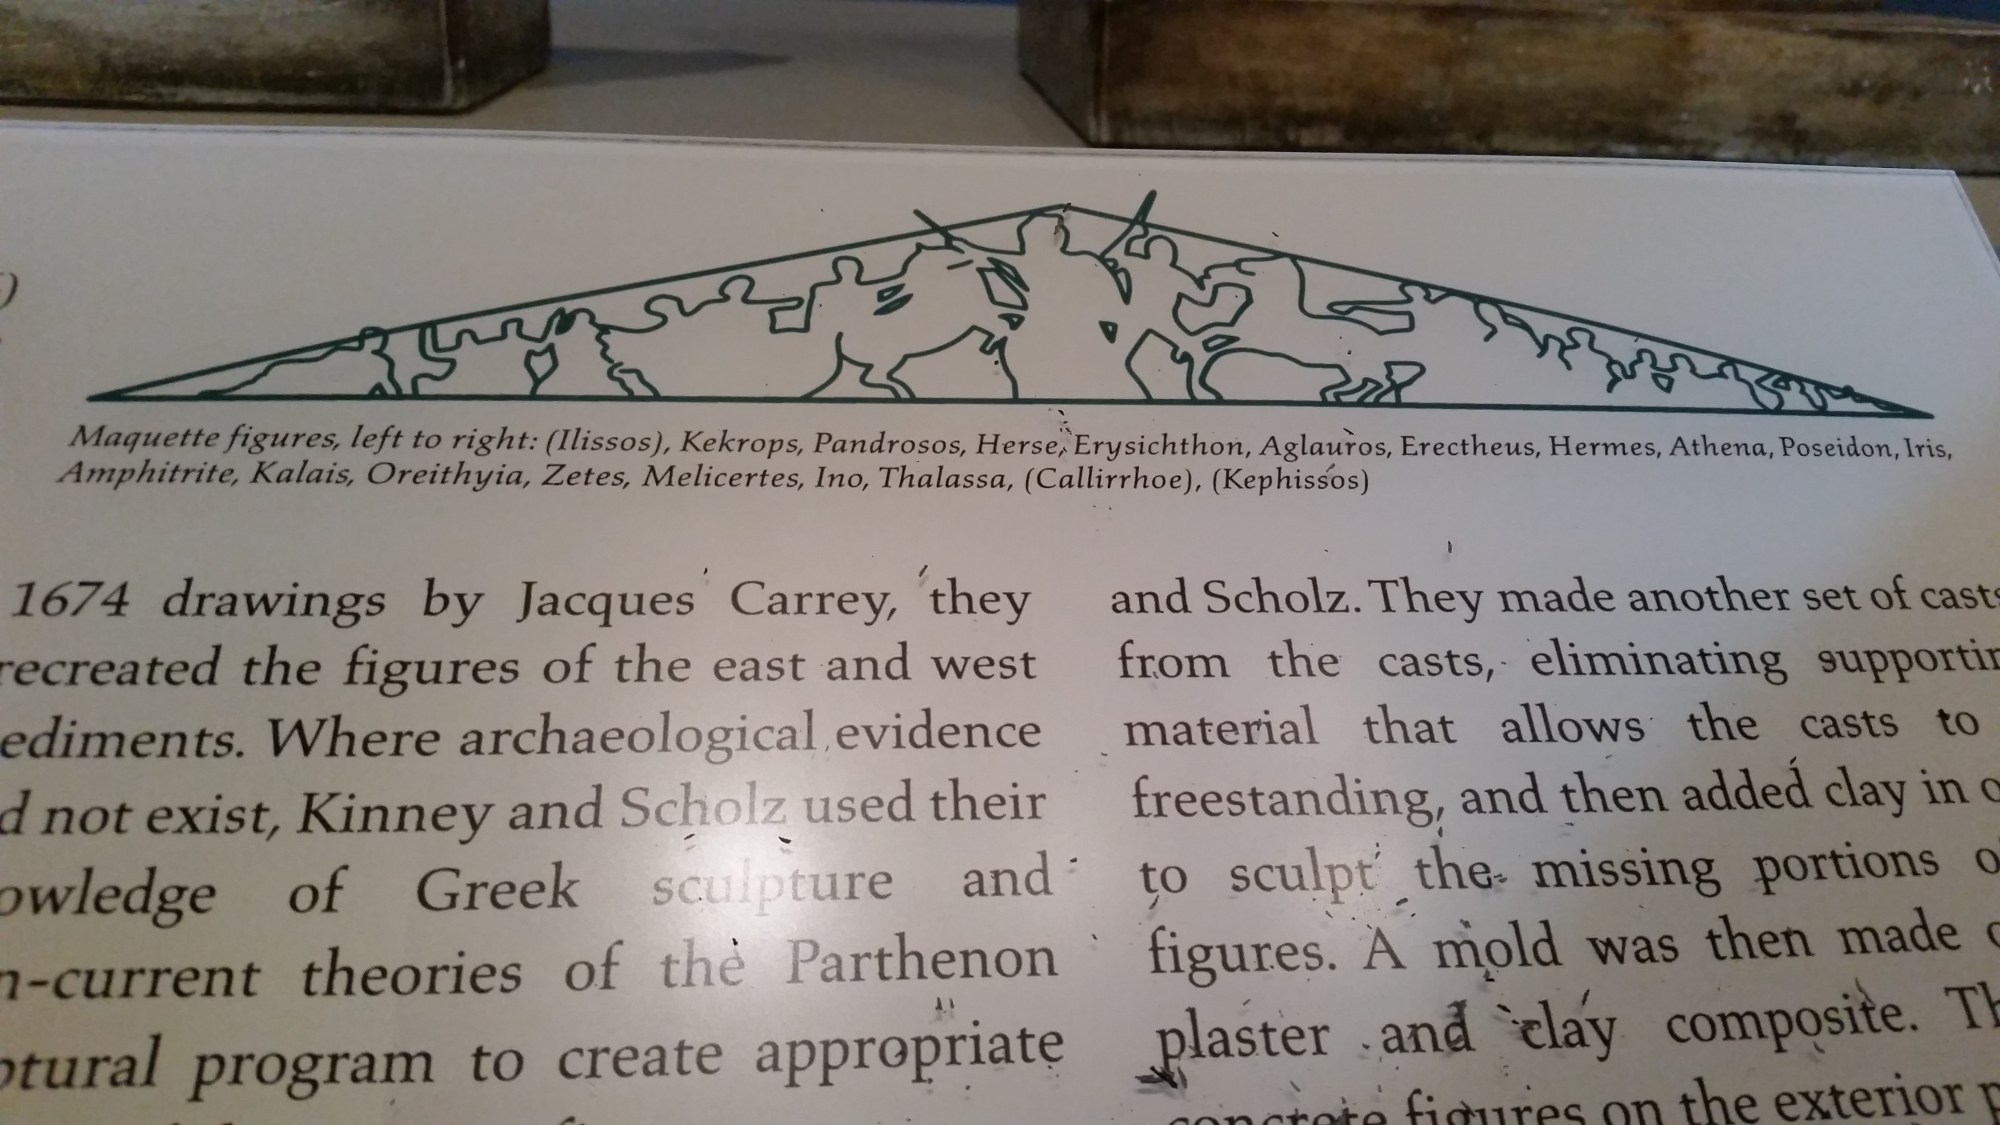 Maquette figures, left to right: (Ilissos), Kekrops, Pandrosos, Herse, Erysichthon, Aglauros, Erectheus, Hermes, Athena, Poseidon, Iris,
Amphitrite, Kalais, Oreithyia, Zetes, Melicertes, Ino, Thalassa, (Callirrhoe), (Kephissos)
1674 drawings by Jacques Carrey, they
recreated the figures of the east and west
ediments. Where archaeological evidence
d not exist, Kinney and Scholz used their
owledge of Greek sculpture and
n-current theories of the Parthenon
ptural program to create appropriate
and Scholz. They made another set of casts
from the casts, eliminating supportin
material that allows the casts to
freestanding, and then added clay in o
to sculpt the missing portions o
figures. A mold was then made o
plaster and clay composite. Th
concrete figures on the exterior p